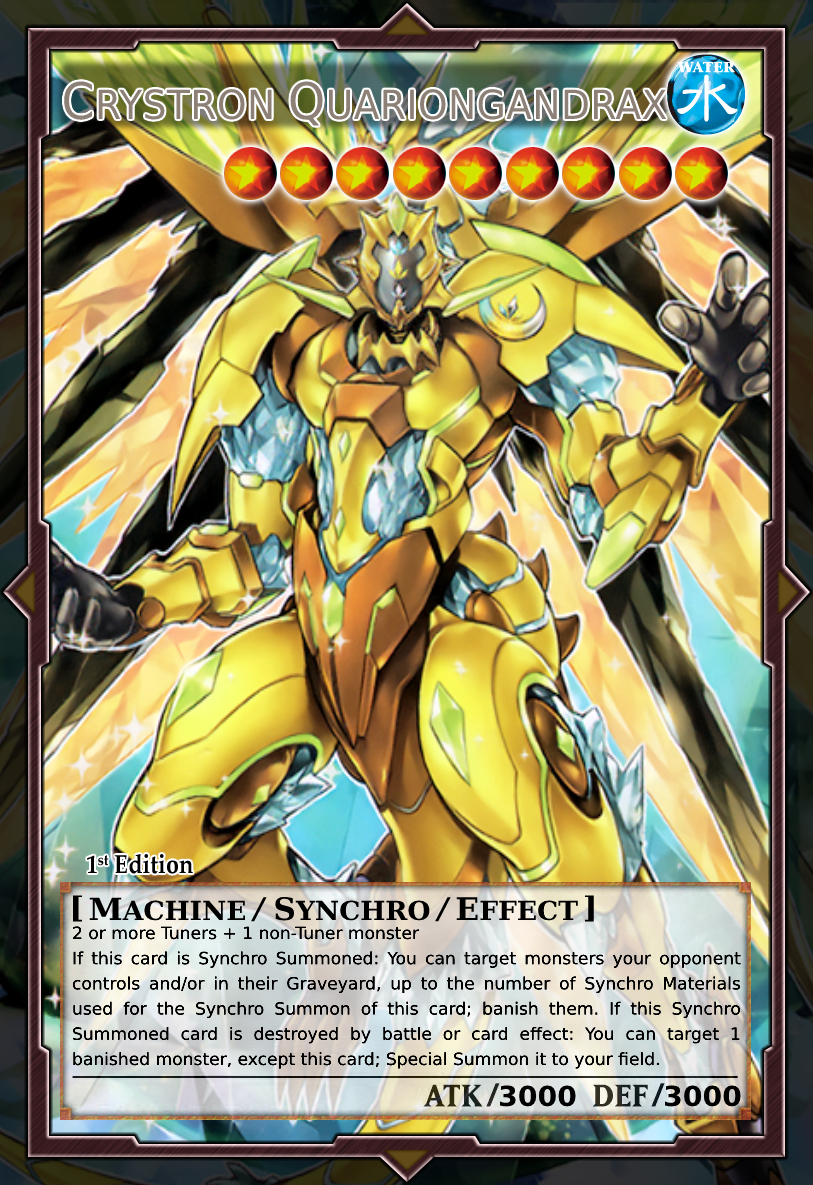 Crystron Quariongandrax
WATER
水
1st Edition
[ Machine / Synchro / Effect ]
2 or more Tuners + 1 non-Tuner monster
If this card is Synchro Summoned: You can target monsters your opponent
controls and/or in their Graveyard, up to the number of Synchro Materials
used for the Synchro Summon of this card; banish them. If this Synchro
Summoned card is destroyed by battle or card effect: You can target 1
banished monster, except this card; Special Summon it to your field.
ATK/3000 DEF/3000